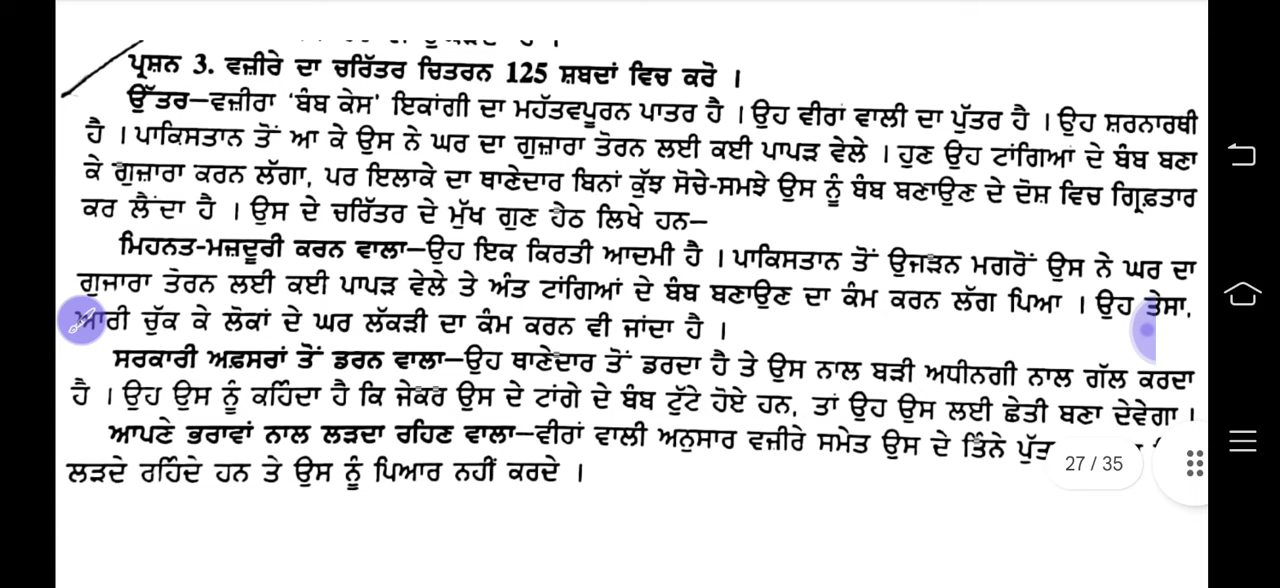 ਪ੍ਰਸ਼ਨ 3. ਵਜ਼ੀਰੇ ਦਾ ਚਰਿੱਤਰ ਚਿਤਰਨ 125 ਸ਼ਬਦਾਂ ਵਿਚ ਕਰੋ ।
ਉੱਤਰ—ਵਜ਼ੀਰਾ 'ਬੰਬ ਕੇਸ' ਇਕਾਂਗੀ ਦਾ ਮਹੱਤਵਪੂਰਨ ਪਾਤਰ ਹੈ । ਉਹ ਵੀਰਾਂ ਵਾਲੀ ਦਾ ਪੁੱਤਰ ਹੈ । ਉਹ ਸ਼ਰਨਾਰਥੀ
ਹੈ । ਪਾਕਿਸਤਾਨ ਤੋਂ ਆ ਕੇ ਉਸ ਨੇ ਘਰ ਦਾ ਗੁਜ਼ਾਰਾ ਤੋਰਨ ਲਈ ਕਈ ਪਾਪੜ ਵੇਲੇ । ਹੁਣ ਉਹ ਟਾਂਗਿਆਂ ਦੇ ਬੰਬ ਬਣਾ
ਕੇ ਗੁਜ਼ਾਰਾ ਕਰਨ ਲੱਗਾ, ਪਰ ਇਲਾਕੇ ਦਾ ਥਾਣੇਦਾਰ ਬਿਨਾਂ ਕੁੱਝ ਸੋਚੇ-ਸਮਝੇ ਉਸ ਨੂੰ ਬੰਬ ਬਣਾਉਣ ਦੇ ਦੋਸ਼ ਵਿਚ ਗ੍ਰਿਫ਼ਤਾਰ
ਕਰ ਲੈਂਦਾ ਹੈ । ਉਸ ਦੇ ਚਰਿੱਤਰ ਦੇ ਮੁੱਖ ਗੁਣ ਹੇਠ ਲਿਖੇ ਹਨ—
ਮਿਹਨਤ-ਮਜ਼ਦੂਰੀ ਕਰਨ ਵਾਲਾ—ਉਹ ਇਕ ਕਿਰਤੀ ਆਦਮੀ ਹੈ । ਪਾਕਿਸਤਾਨ ਤੋਂ ਉਜੜਨ ਮਗਰੋਂ ਉਸ ਨੇ ਘਰ ਦਾ
ਗੁਜਾਰਾ ਤੋਰਨ ਲਈ ਕਈ ਪਾਪੜ ਵੇਲੇ ਤੇ ਅੰਤ ਟਾਂਗਿਆਂ ਦੇ ਬੰਬ ਬਣਾਉਣ ਦਾ ਕੰਮ ਕਰਨ ਲੱਗ ਪਿਆ । ਉਹ ਤੇਸਾ,
ਆਰੀ ਚੁੱਕ ਕੇ ਲੋਕਾਂ ਦੇ ਘਰ ਲੱਕੜੀ ਦਾ ਕੰਮ ਕਰਨ ਵੀ ਜਾਂਦਾ ਹੈ ।
ਸਰਕਾਰੀ ਅਫ਼ਸਰਾਂ ਤੋਂ ਡਰਨ ਵਾਲਾ—ਉਹ ਥਾਣੇਦਾਰ ਤੋਂ ਡਰਦਾ ਹੈ ਤੇ ਉਸ ਨਾਲ ਬੜੀ ਅਧੀਨਗੀ ਨਾਲ ਗੱਲ ਕਰਦਾ
ਹੈ । ਉਹ ਉਸ ਨੂੰ ਕਹਿੰਦਾ ਹੈ ਕਿ ਜੇਕਰ ਉਸ ਦੇ ਟਾਂਗੇ ਦੇ ਬੰਬ ਟੁੱਟੇ ਹੋਏ ਹਨ, ਤਾਂ ਉਹ ਉਸ ਲਈ ਛੇਤੀ ਬਣਾ ਦੇਵੇਗਾ ।
ਆਪਣੇ ਭਰਾਵਾਂ ਨਾਲ ਲੜਦਾ ਰਹਿਣ ਵਾਲਾ—ਵੀਰਾਂ ਵਾਲੀ ਅਨੁਸਾਰ ਵਜ਼ੀਰੇ ਸਮੇਤ ਉਸ ਦੇ ਤਿੰਨੇ ਪੁੱਤ
ਲੜਦੇ ਰਹਿੰਦੇ ਹਨ ਤੇ ਉਸ ਨੂੰ ਪਿਆਰ ਨਹੀਂ ਕਰਦੇ ।
27 / 35